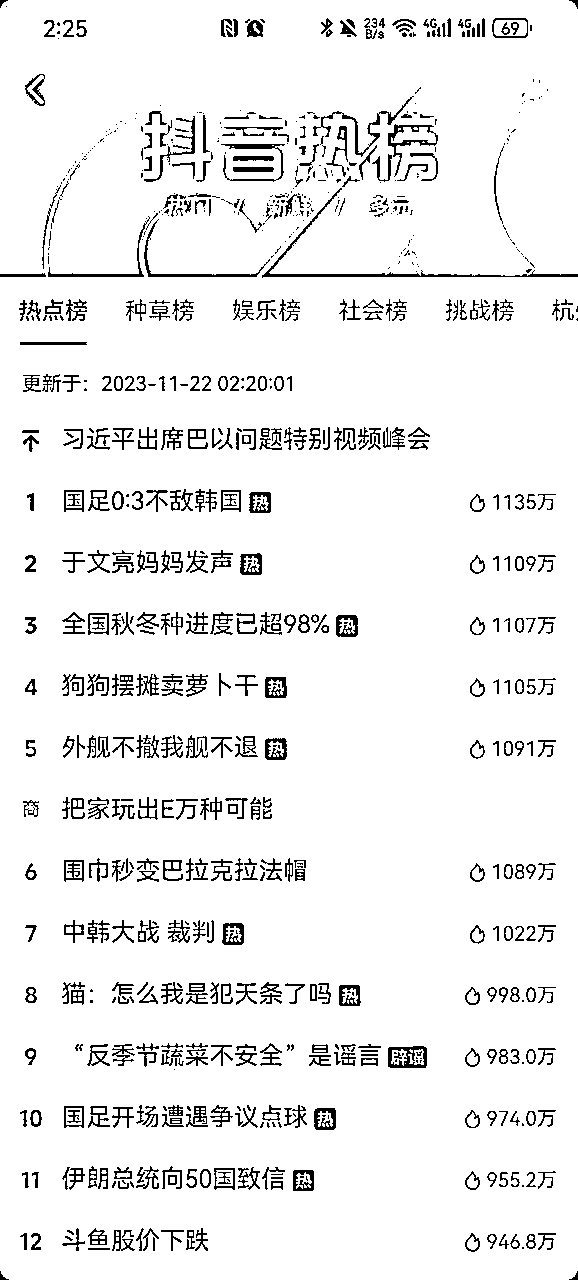 2:25 234 B/s 4G 4G 69
抖音热榜
热门 // 新鲜 // 多元
热点榜 种草榜 娱乐榜 社会榜 挑战榜 杭
更新于：2023-11-22 02:20:01
习近平出席巴以问题特别视频峰会
1 国足0:3不敌韩国 热 1135万
2 于文亮妈妈发声 热 1109万
3 全国秋冬种进度已超98% 热 1107万
4 狗狗摆摊卖萝卜干 热 1105万
5 外舰不撤我舰不退 热 1091万
商 把家玩出E万种可能
6 围巾秒变巴拉克拉法帽 1089万
7 中韩大战 裁判 热 1022万
8 猫：怎么我是犯天条了吗 热 998.0万
9 “反季节蔬菜不安全”是谣言 辟谣 983.0万
10 国足开场遭遇争议点球 热 974.0万
11 伊朗总统向50国致信 热 955.2万
12 斗鱼股价下跌 946.8万